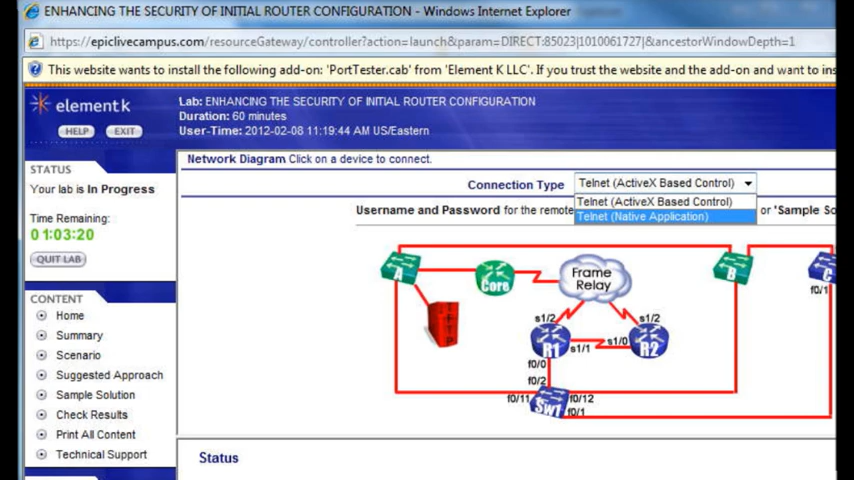 ENHANCING THE SECURITY OF INITIAL ROUTER CONFIGURATION - Windows Internet Explorer
https://epiclivecampus.com/resourceGateway/controller?action=launch&param=DIRECT:85023|1010061727|&ancestorWindowDepth=1
This website wants to install the following add-on: 'PortTester.cab' from 'Element K LLC'. If you trust the website and the add-on and want to ins
element k
HELP
EXIT
Lab: ENHANCING THE SECURITY OF INITIAL ROUTER CONFIGURATION
Duration: 60 minutes
User-Time: 2012-02-08 11:19:44 AM US/Eastern
STATUS
Your lab is In Progress
Time Remaining:
01:03:20
QUIT LAB
CONTENT
Home
Summary
Scenario
Suggested Approach
Sample Solution
Check Results
Print All Content
Technical Support
Network Diagram Click on a device to connect.
Connection Type
Telnet (ActiveX Based Control)
Telnet (ActiveX Based Control)
Telnet (Native Application)
Username and Password for the remote
or 'Sample So
A
Core
Frame
Relay
B
C
f0/1
TFTP
s1/2
s1/2
R1
s1/1
s1/0
R2
f0/0
f0/2
f0/11
SW1
f0/12
f0/1
Status